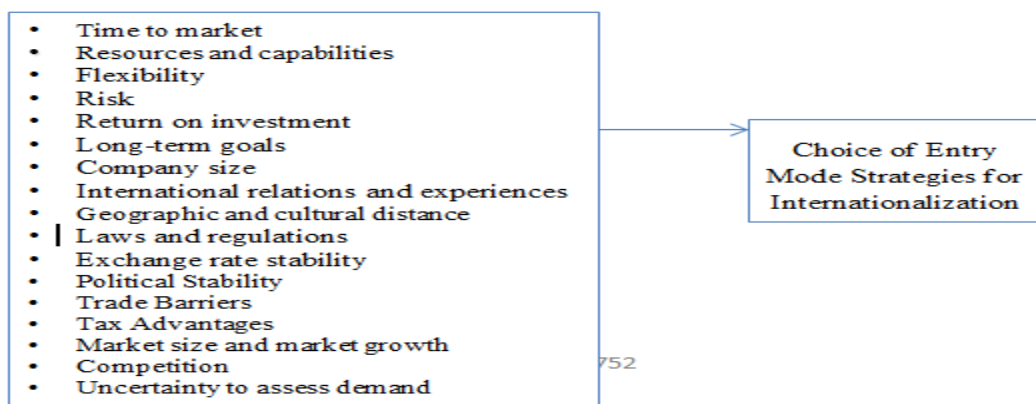 • Time to market
• Resources and capabilities
• Flexibility
• Risk
• Return on investment
• Long-term goals
• Company size
• International relations and experiences
• Geographic and cultural distance
• Laws and regulations
• Exchange rate stability
• Political Stability
• Trade Barriers
• Tax Advantages
• Market size and market growth
• Competition
• Uncertainty to assess demand
Choice of Entry
Mode Strategies for
Internationalization
752